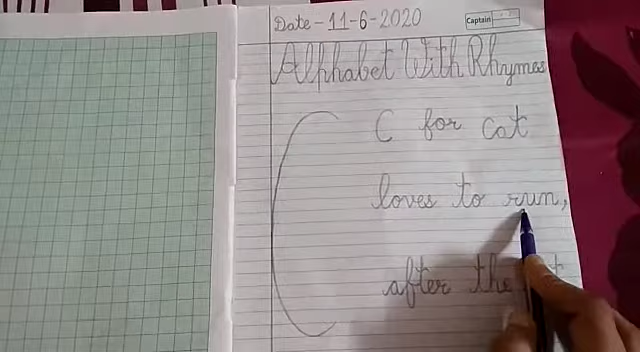 Date - 11-6-2020
Captain
Alphabet With Rhymes
C for cat
loves to run,
after the